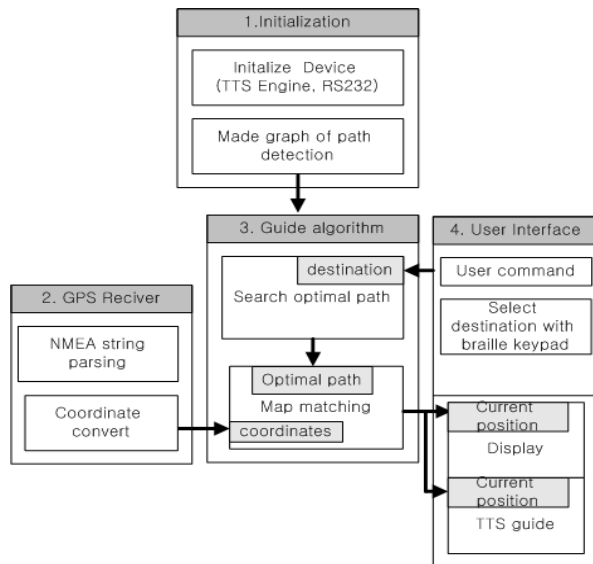 1.Initialization
Initalize Device
(TTS Engine, RS232)
Made graph of path
detection
3. Guide algorithm
destination
Search optimal path
Optimal path
Map matching
coordinates
2. GPS Reciver
NMEA string
parsing
Coordinate
convert
4. User Interface
User command
Select
destination with
braille keypad
Current
position
Display
Current
position
TTS guide